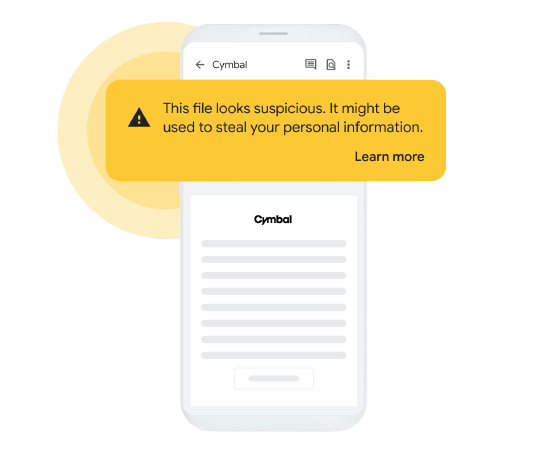 Cymbal
This file looks suspicious. It might be
used to steal your personal information.
Learn more
Cymbal